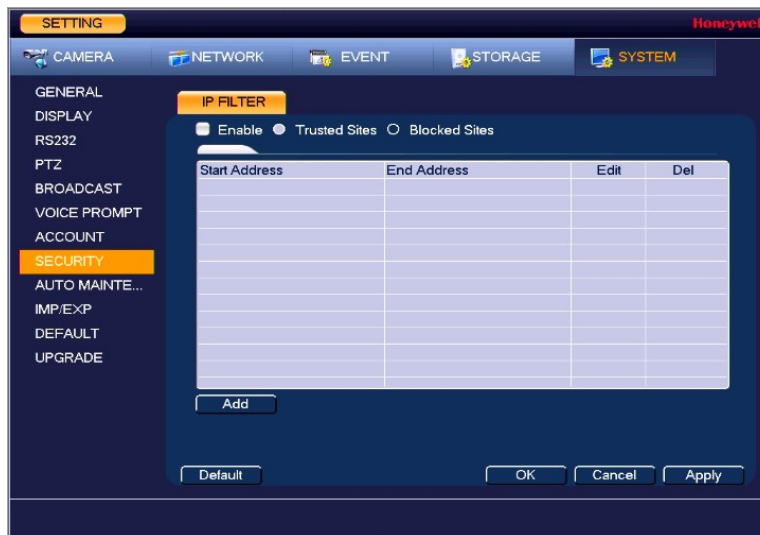 SETTING
Honeywel
CAMERA NETWORK EVENT STORAGE SYSTEM
GENERAL
DISPLAY
RS232
PTZ
BROADCAST
VOICE PROMPT
ACCOUNT
SECURITY
AUTO MAINTE...
IMP/EXP
DEFAULT
UPGRADE
IP FILTER
Enable Trusted Sites Blocked Sites
Start Address End Address Edit Del
Add
Default OK Cancel Apply